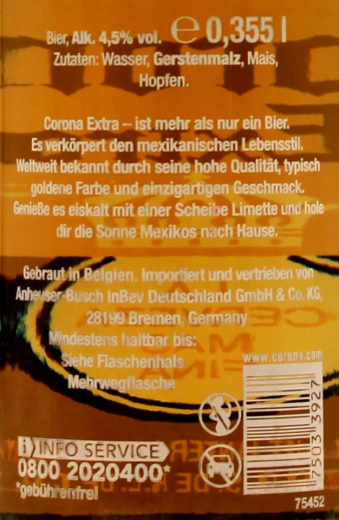 Bier, Alk. 4,5% vol. ℮ 0,355 l
Zutaten: Wasser, Gerstenmalz, Mais,
Hopfen.
Corona Extra – ist mehr als nur ein Bier.
Es verkörpert den mexikanischen Lebensstil.
Weltweit bekannt durch seine hohe Qualität, typisch
goldene Farbe und einzigartigen Geschmack.
Genieße es eiskalt mit einer Scheibe Limette und hole
dir die Sonne Mexikos nach Hause.
Gebraut in Belgien. Importiert und vertrieben von
Anheuser-Busch InBev Deutschland GmbH & Co. KG,
28199 Bremen, Germany
Mindestens haltbar bis:
Siehe Flaschenhals
Mehrwegflasche
www.corona.com
7503 3927
i INFO SERVICE
0800 2020400*
*gebührenfrei
75452